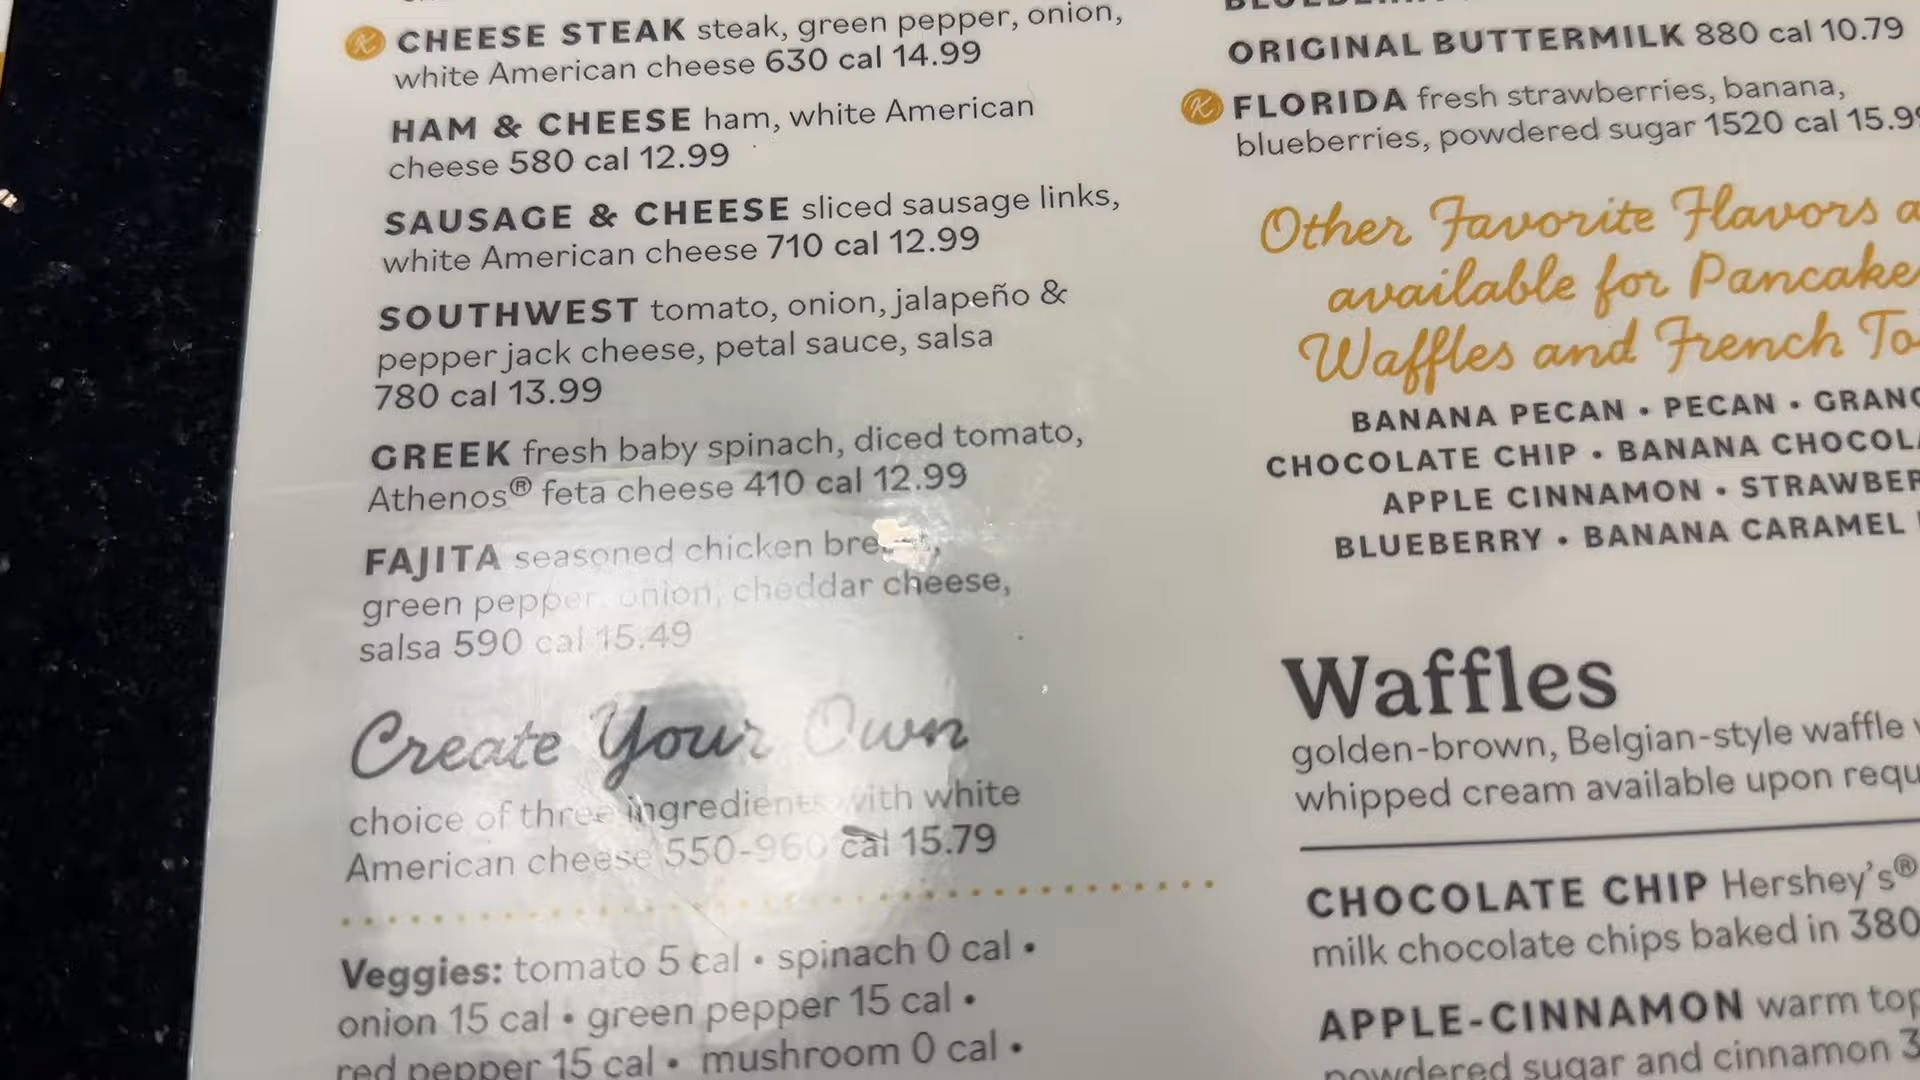 CHEESE STEAK steak, green pepper, onion,
white American cheese 630 cal 14.99
HAM & CHEESE ham, white American
cheese 580 cal 12.99
SAUSAGE & CHEESE sliced sausage links,
white American cheese 710 cal 12.99
SOUTHWEST tomato, onion, jalapeño &
pepper jack cheese, petal sauce, salsa
780 cal 13.99
GREEK fresh baby spinach, diced tomato,
Athenos® feta cheese 410 cal 12.99
FAJITA seasoned chicken
green pepper, onion, cheddar cheese,
salsa 590 cal 15.49
Create Your Own
choice of three ingredients with white
American cheese 550-960 cal 15.79
Veggies: tomato 5 cal • spinach 0 cal •
onion 15 cal • green pepper 15 cal •
red pepper 15 cal • mushroom 0 cal •
ORIGINAL BUTTERMILK 880 cal 10.79
K FLORIDA fresh strawberries, banana,
blueberries, powdered sugar 1520 cal
Other Favorite Flavors
available for
Waffles and French
BANANA PECAN • PECAN •
CHOCOLATE CHIP • BANANA
APPLE CINNAMON •
BLUEBERRY • BANANA CARAMEL
Waffles
golden-brown, Belgian-style waffle
whipped cream available upon
CHOCOLATE CHIP Hershey's®
milk chocolate chips baked in 380
APPLE-CINNAMON warm
powdered sugar and cinnamon